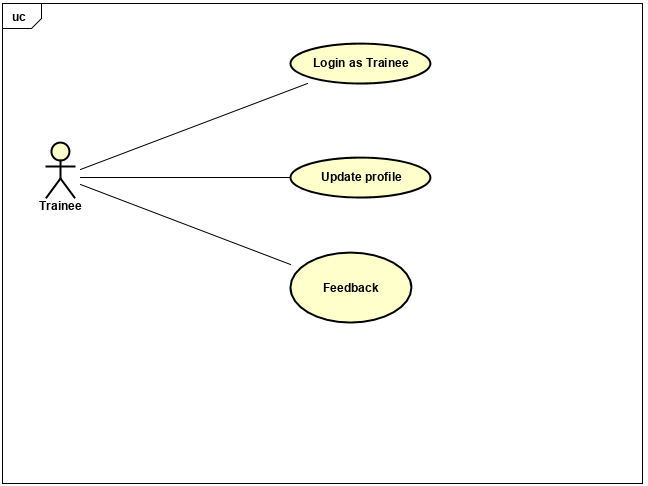 uc
Login as Trainee
Trainee
Update profile
Feedback